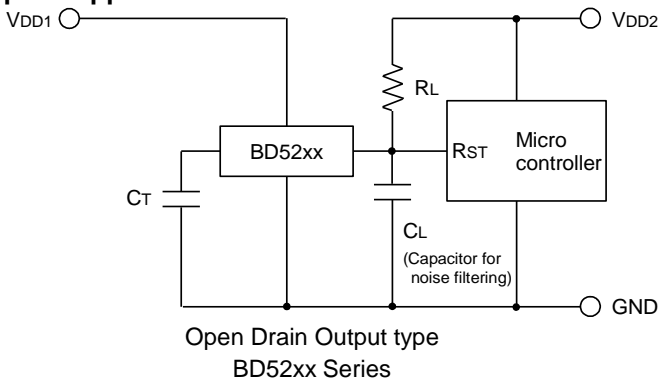 VDD1
VDD2
RL
BD52xx
RST
Micro
controller
CT
CL
(Capacitor for
noise filtering)
GND
Open Drain Output type
BD52xx Series